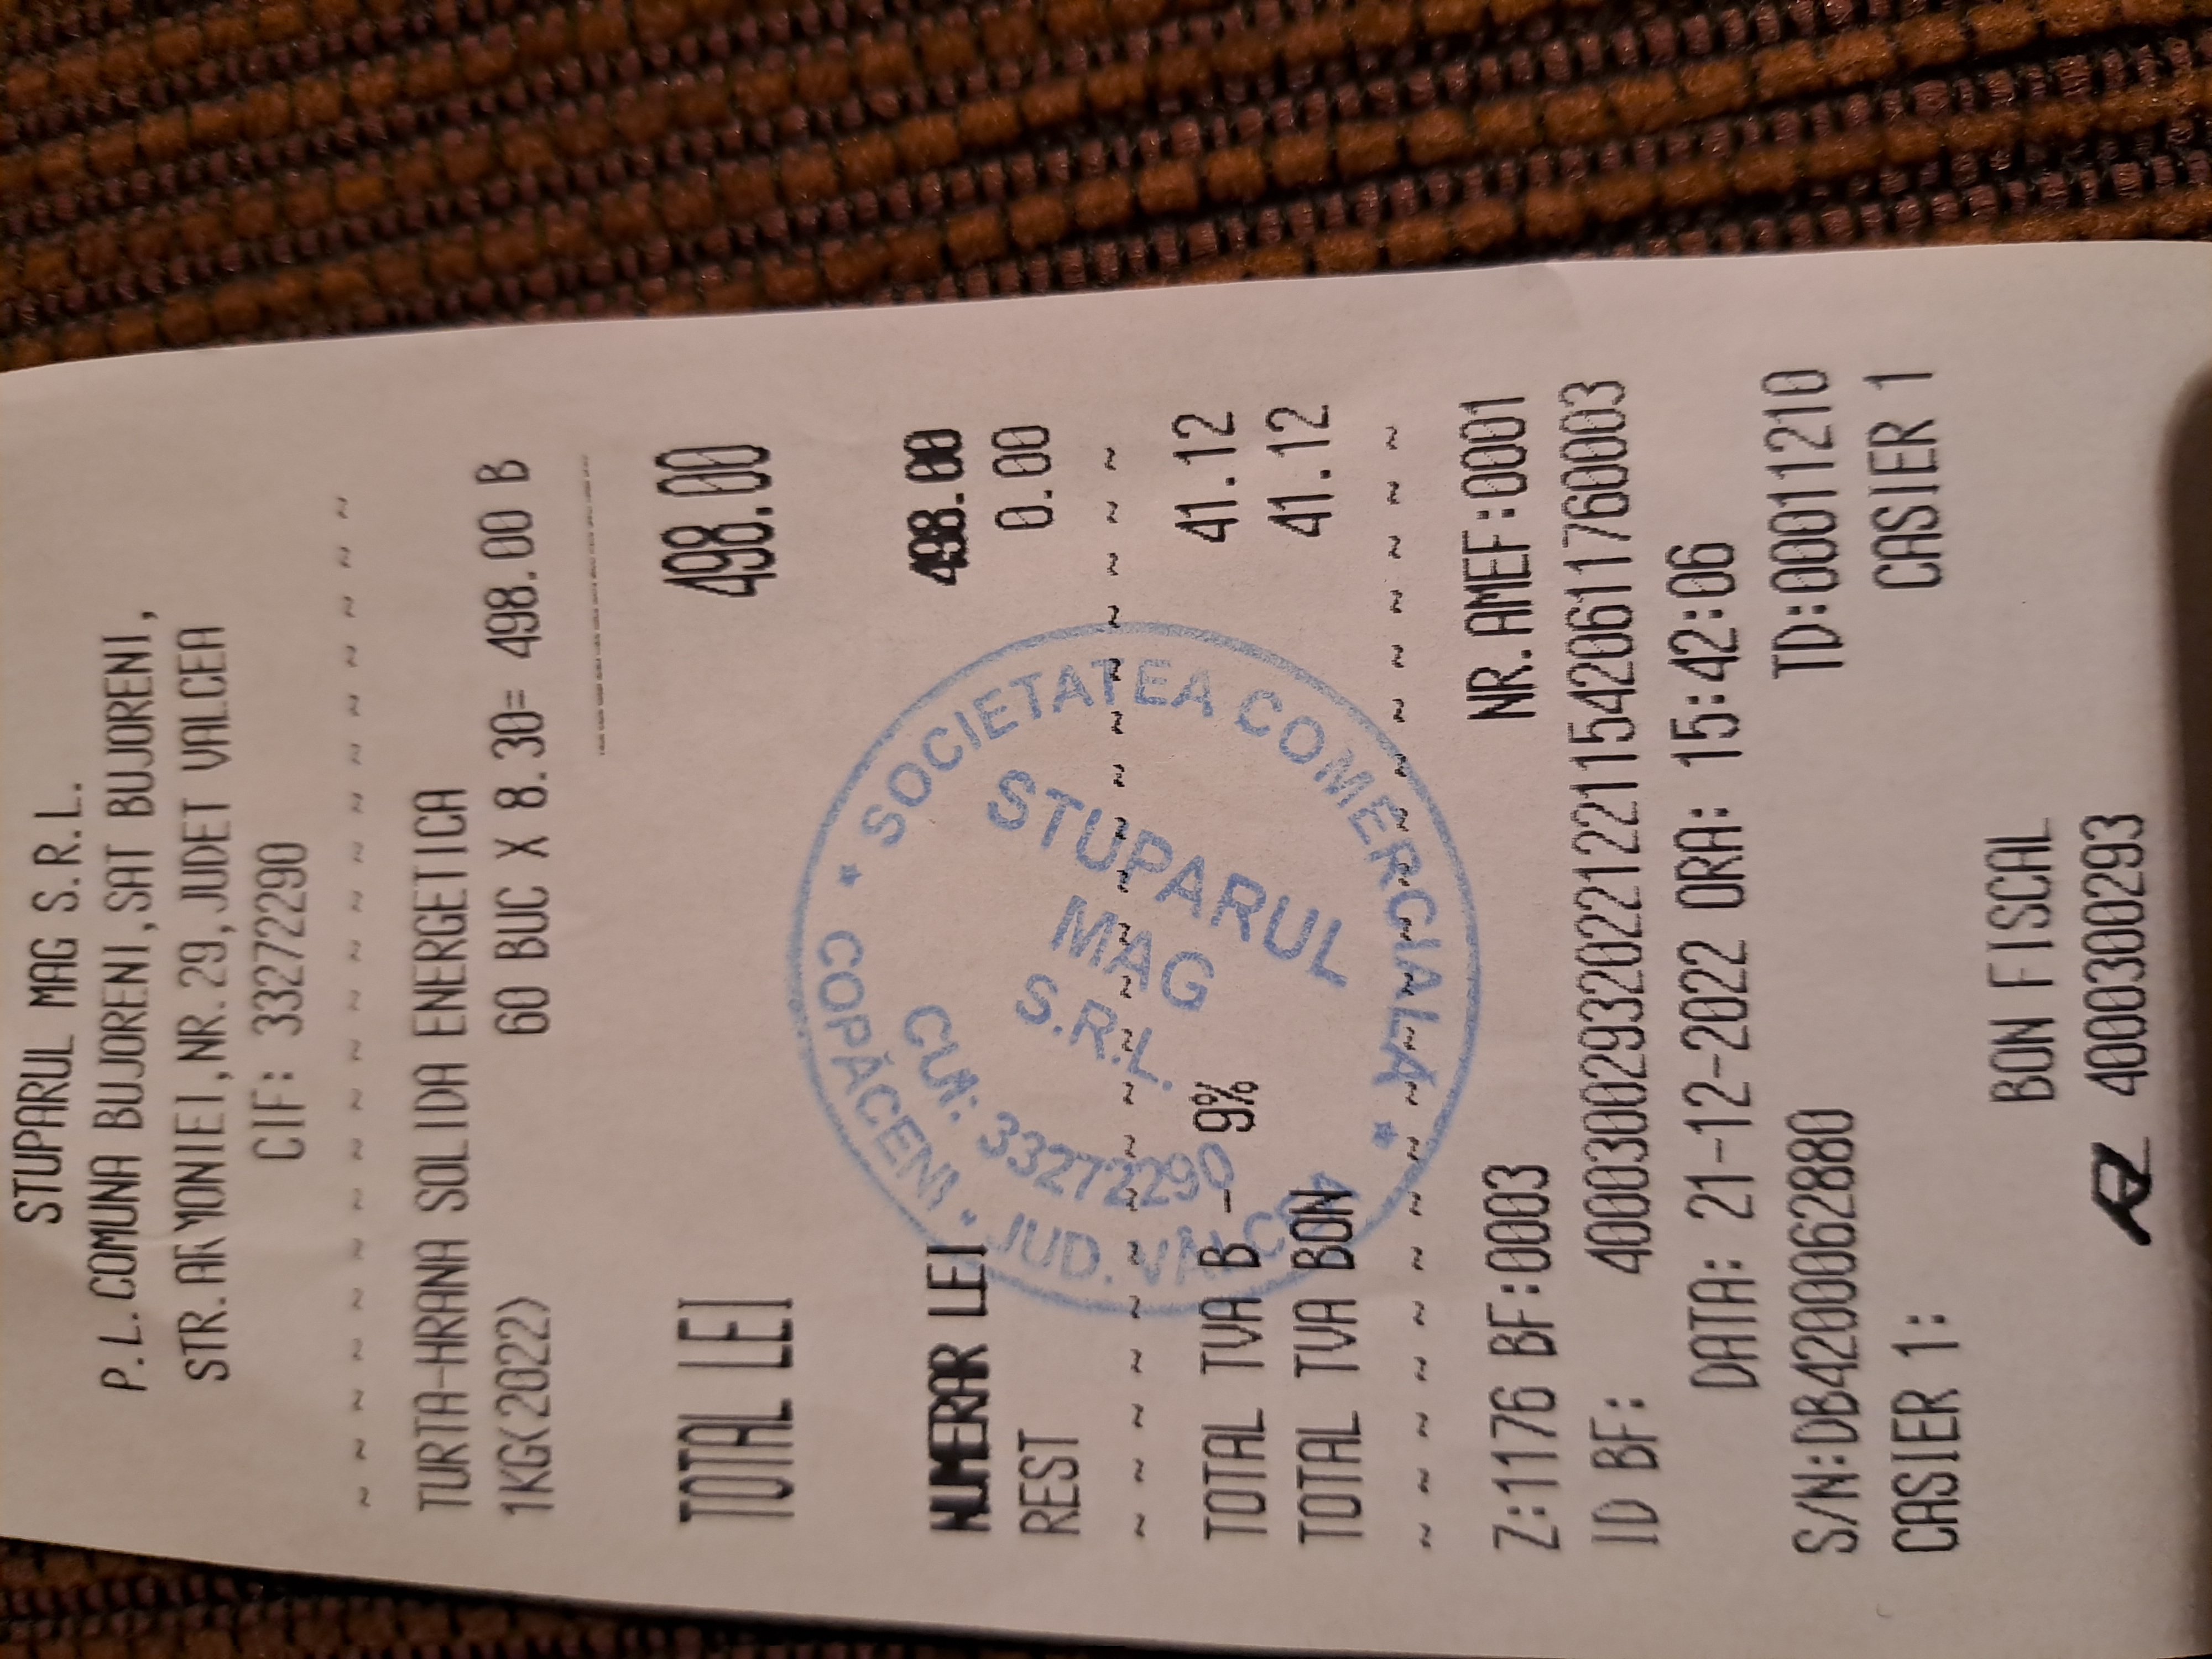 STUPARUL MAG S.R.L.
P.L.COMUNA BUJORENI,SAT BUJORENI,
STR.ARMONIEI,NR.29,JUDET VALCEA
CIF: 33272290
~ ~ ~ ~ ~ ~ ~ ~ ~ ~ ~ ~ ~ ~ ~ ~ ~ ~ ~
TURTA-HRANA SOLIDA ENERGETICA
1KG(2022)
60 BUC X 8.30= 498.00 B
TOTAL LEI 498.00
NUMERAR LEI 498.00
REST 0.00
~ ~ ~ ~ ~ ~ ~ ~ ~ ~ ~ ~ ~ ~ ~ ~ ~ ~ ~ ~
TOTAL TVA B - 9% 41.12
TOTAL TVA BON 41.12
~ ~ ~ ~ ~ ~ ~ ~ ~ ~ ~ ~ ~ ~ ~ ~ ~ ~ ~ ~
Z:1176 BF:0003 NR.AMEF:0001
ID BF: 40003002932022122115420611760003
DATA: 21-12-2022 ORA: 15:42:06
S/N:DB4200062880 TD:00011210
CASIER 1: CASIER 1
BON FISCAL
4000300293
* SOCIETATEA COMERCIALĂ *
STUPARUL
MAG
S.R.L.
CUI: 33272290
COPĂCENI - JUD. VÂLCEA